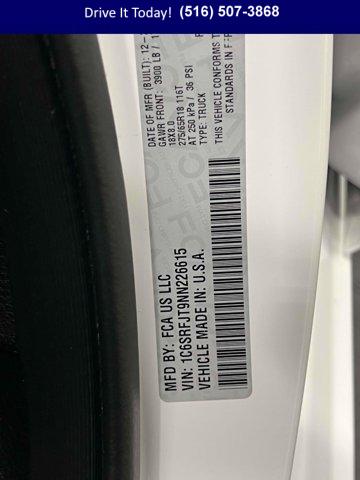 Drive It Today! (516) 507-3868
MFD BY: FCA US LLC
DATE OF MFR (BUILT): 12-
GAWR FRONT: 3900 LB / 1
18X8.0
275/65R18 116T
AT 250 kPa / 36 PSI
TYPE: TRUCK
THIS VEHICLE CONFORMS T
STANDARDS IN
VIN: 1C6SRFJT9NN226615
VEHICLE MADE IN: U.S.A.